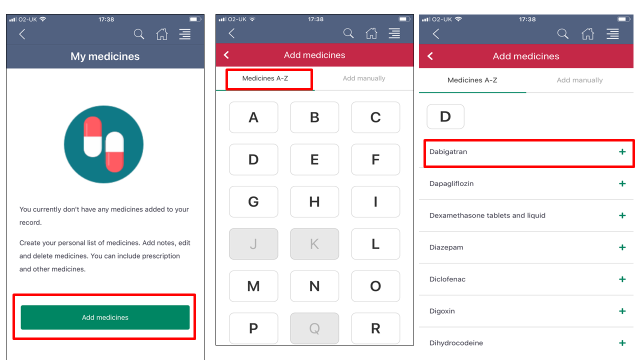 O2-UK 17:38
My medicines
You currently don't have any medicines added to your
record.
Create your personal list of medicines. Add notes, edit
and delete medicines. You can include prescription
and other medicines.
Add medicines
O2-UK 17:38
Add medicines
Medicines A-Z Add manually
A B C
D E F
G H I
J K L
M N O
P Q R
O2-UK 17:38
Add medicines
Medicines A-Z Add manually
D
Dabigatran +
Dapagliflozin +
Dexamethasone tablets and liquid +
Diazepam +
Diclofenac +
Digoxin +
Dihydrocodeine +